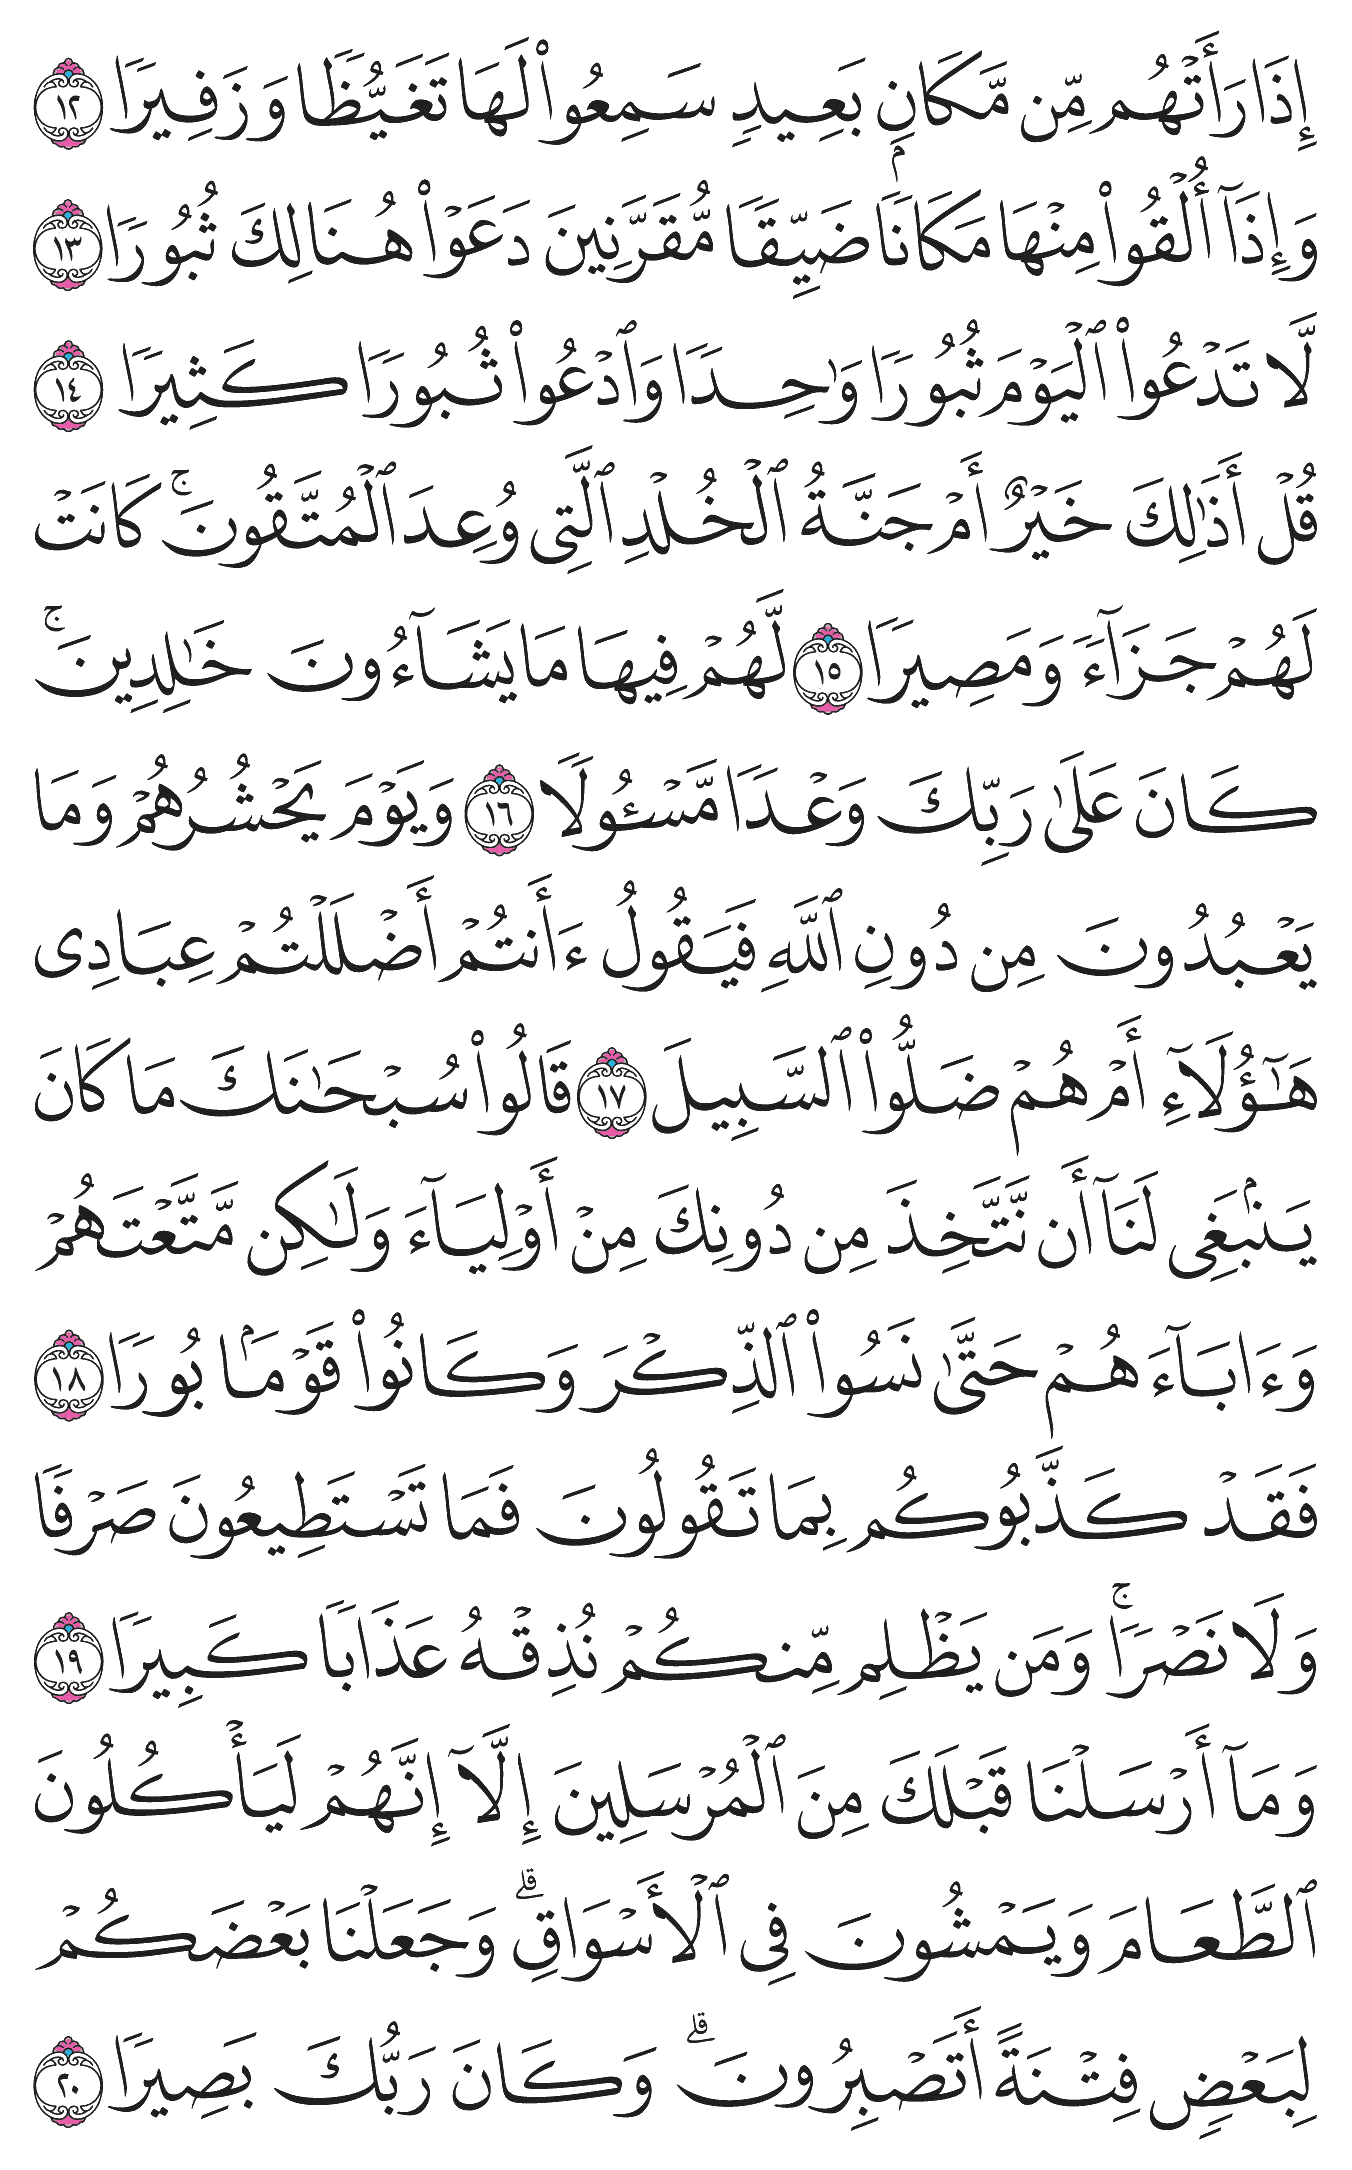 إِذَا رَأَتْهُم مِّن مَّكَانِۭ بَعِيدٍ سَمِعُوا۟ لَهَا تَغَيُّظًا وَزَفِيرًا ١٢
وَإِذَآ أُلْقُوا۟ مِنْهَا مَكَانًا ضَيِّقًا مُّقَرَّنِينَ دَعَوْا۟ هُنَالِكَ ثُبُورًا ١٣
لَّا تَدْعُوا۟ ٱلْيَوْمَ ثُبُورًا وَٰحِدًا وَٱدْعُوا۟ ثُبُورًا كَثِيرًا ١٤
قُلْ أَذَٰلِكَ خَيْرٌ أَمْ جَنَّةُ ٱلْخُلْدِ ٱلَّتِى وُعِدَ ٱلْمُتَّقُونَ ۚ كَانَتْ
لَهُمْ جَزَآءً وَمَصِيرًا ١٥ لَّهُمْ فِيهَا مَا يَشَآءُونَ خَٰلِدِينَ ۚ
كَانَ عَلَىٰ رَبِّكَ وَعْدًا مَّسْـُٔولًا ١٦ وَيَوْمَ يَحْشُرُهُمْ وَمَا
يَعْبُدُونَ مِن دُونِ ٱللَّهِ فَيَقُولُ ءَأَنتُمْ أَضْلَلْتُمْ عِبَادِى
هَٰٓؤُلَآءِ أَمْ هُمْ ضَلُّوا۟ ٱلسَّبِيلَ ١٧ قَالُوا۟ سُبْحَٰنَكَ مَا كَانَ
يَنۢبَغِى لَنَآ أَن نَّتَّخِذَ مِن دُونِكَ مِنْ أَوْلِيَآءَ وَلَٰكِن مَّتَّعْتَهُمْ
وَءَابَآءَهُمْ حَتَّىٰ نَسُوا۟ ٱلذِّكْرَ وَكَانُوا۟ قَوْمًۢا بُورًا ١٨
فَقَدْ كَذَّبُوكُم بِمَا تَقُولُونَ فَمَا تَسْتَطِيعُونَ صَرْفًا
وَلَا نَصْرًا ۚ وَمَن يَظْلِم مِّنكُمْ نُذِقْهُ عَذَابًا كَبِيرًا ١٩
وَمَآ أَرْسَلْنَا قَبْلَكَ مِنَ ٱلْمُرْسَلِينَ إِلَّآ إِنَّهُمْ لَيَأْكُلُونَ
ٱلطَّعَامَ وَيَمْشُونَ فِى ٱلْأَسْوَاقِ ۗ وَجَعَلْنَا بَعْضَكُمْ
لِبَعْضٍ فِتْنَةً أَتَصْبِرُونَ ۗ وَكَانَ رَبُّكَ بَصِيرًا ٢٠